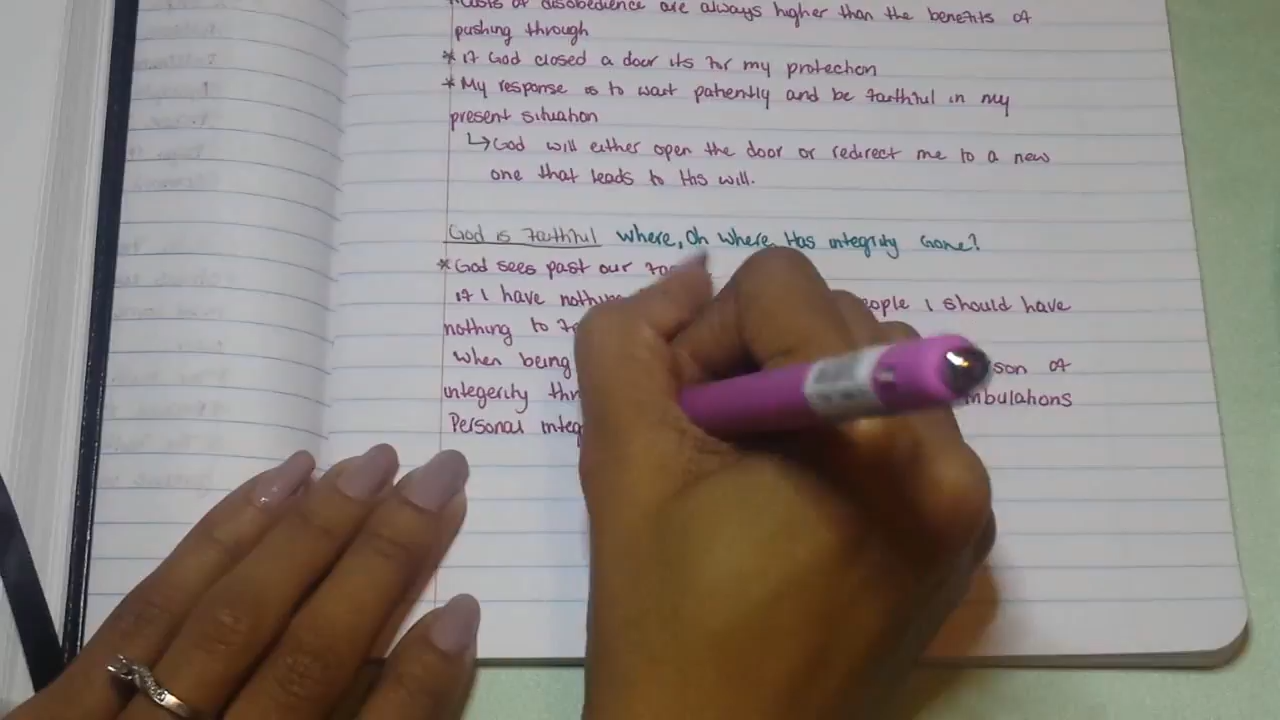 costs of disobedience are always higher than the benefits of
pushing through
* if God closed a door its for my protection
* My response is to wait patiently and be faithful in my
present situation
↳God will either open the door or redirect me to a new
one that leads to His will.
God is faithful where, Oh where Has integrity Gone?
*God sees past our
if I have people I should have
nothing to
when being of
integerity
Personal